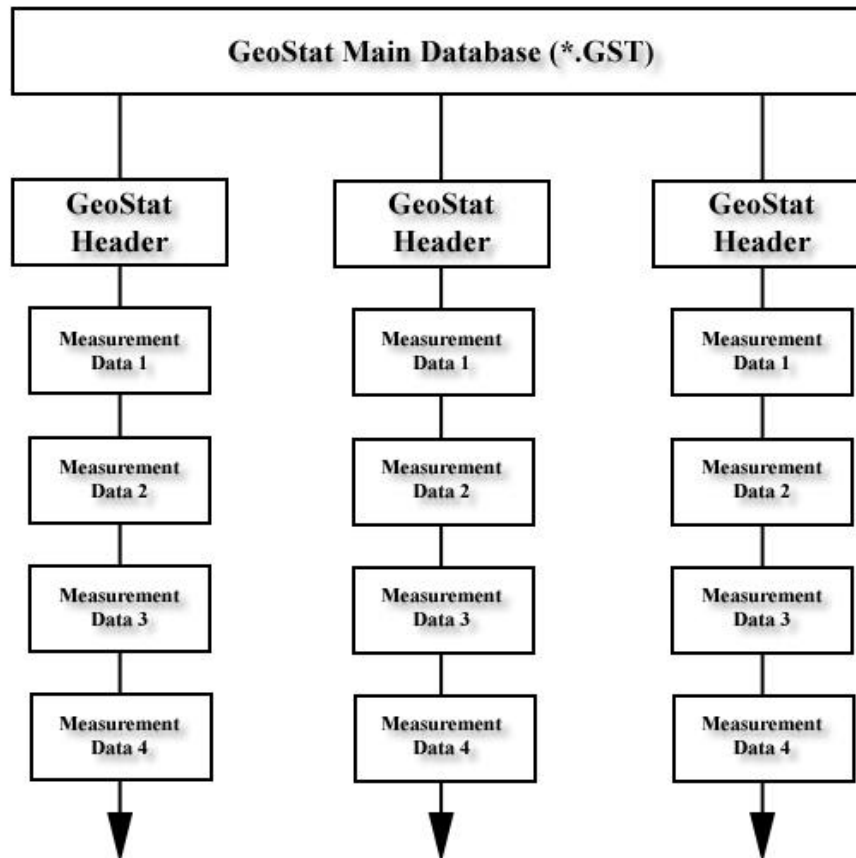 GeoStat Main Database (*.GST)
GeoStat
Header
GeoStat
Header
GeoStat
Header
Measurement
Data 1
Measurement
Data 1
Measurement
Data 1
Measurement
Data 2
Measurement
Data 2
Measurement
Data 2
Measurement
Data 3
Measurement
Data 3
Measurement
Data 3
Measurement
Data 4
Measurement
Data 4
Measurement
Data 4